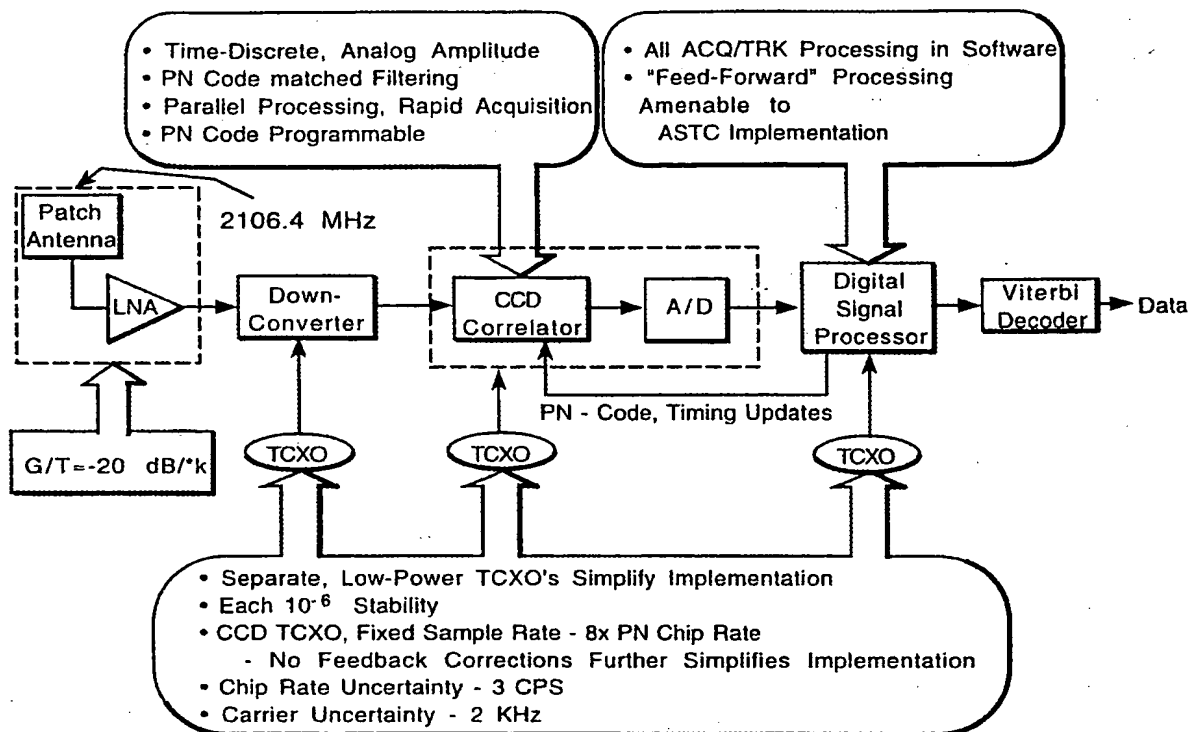 • Time-Discrete, Analog Amplitude
• PN Code matched Filtering
• Parallel Processing, Rapid Acquisition
• PN Code Programmable
• All ACQ/TRK Processing in Software
• "Feed-Forward" Processing
Amenable to
ASTC Implementation
Patch
Antenna
2106.4 MHz
LNA
Down-
Converter
CCD
Correlator
A/D
Digital
Signal
Processor
Viterbi
Decoder
Data
PN - Code, Timing Updates
G/T=-20 dB/°k
TCXO
TCXO
TCXO
• Separate, Low-Power TCXO's Simplify Implementation
• Each 10⁻⁶ Stability
• CCD TCXO, Fixed Sample Rate - 8x PN Chip Rate
- No Feedback Corrections Further Simplifies Implementation
• Chip Rate Uncertainty - 3 CPS
• Carrier Uncertainty - 2 KHz